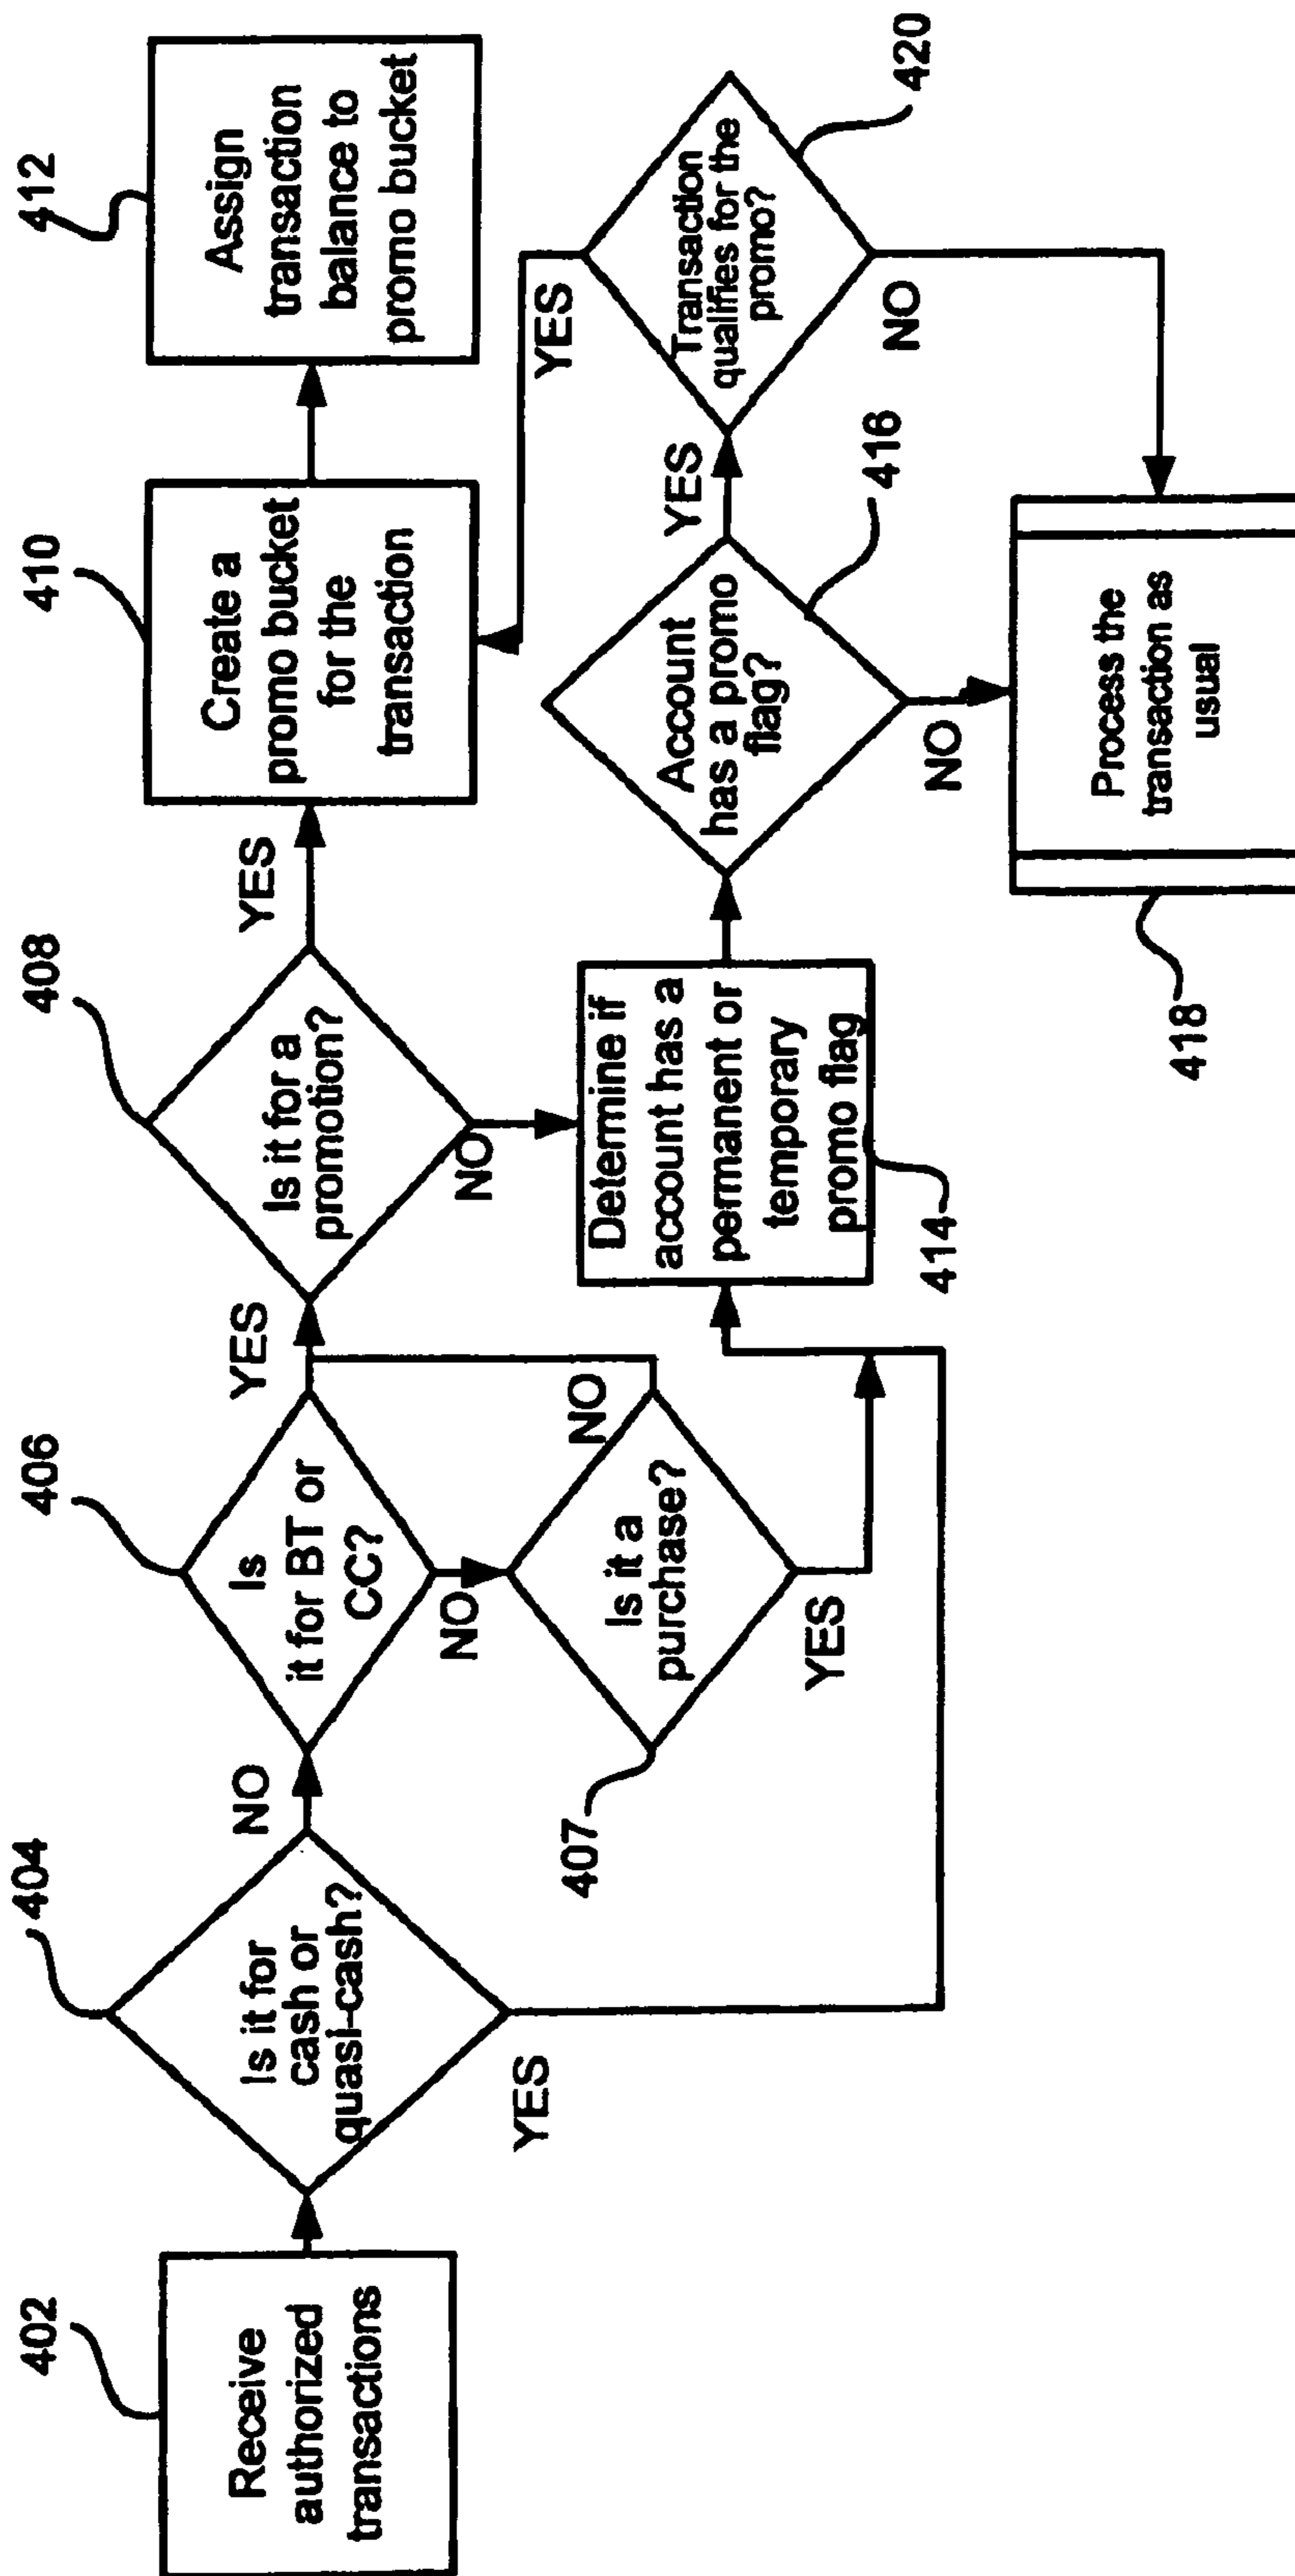 402
Receive
authorized
transactions
404
Is it for
cash or
quasi-cash?
NO
YES
406
Is
it for BT or
CC?
YES
NO
407
Is it a
purchase?
NO
YES
408
Is it for a
promotion?
YES
NO
410
Create a
promo bucket
for the
transaction
412
Assign
transaction
balance to
promo bucket
Determine if
account has a
permanent or
temporary
promo flag
414
Account
has a promo
flag?
416
YES
NO
Transaction
qualifies for the
promo?
420
YES
NO
Process the
transaction as
usual
418